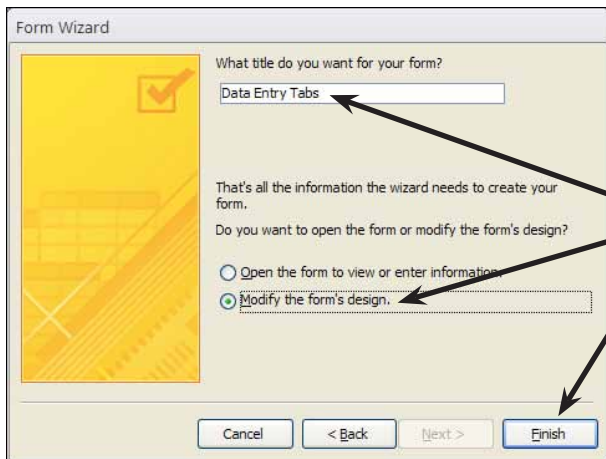 Form Wizard
What title do you want for your form?
Data Entry Tabs
That's all the information the wizard needs to create your
form.
Do you want to open the form or modify the form's design?
Open the form to view or enter information.
Modify the form's design.
Cancel
< Back
Next >
Finish